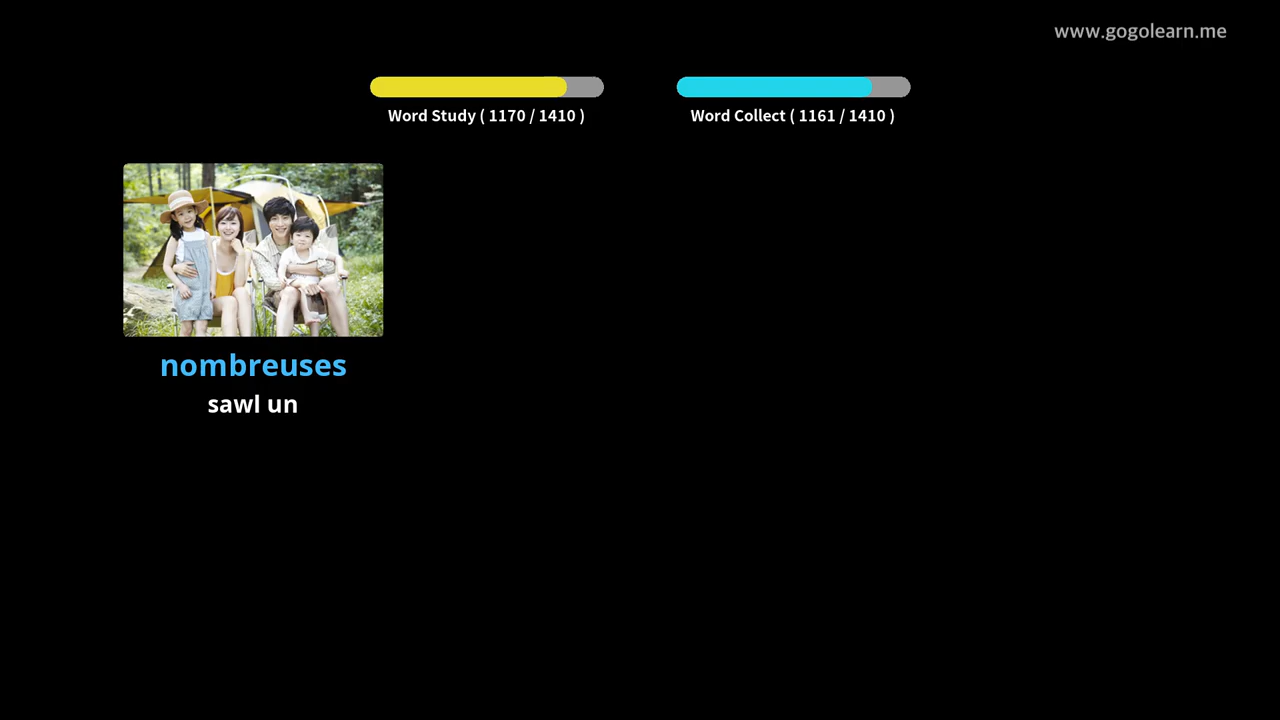 www.gogolearn.me
Word Study ( 1170 / 1410 )
Word Collect ( 1161 / 1410 )
nombreuses
sawl un